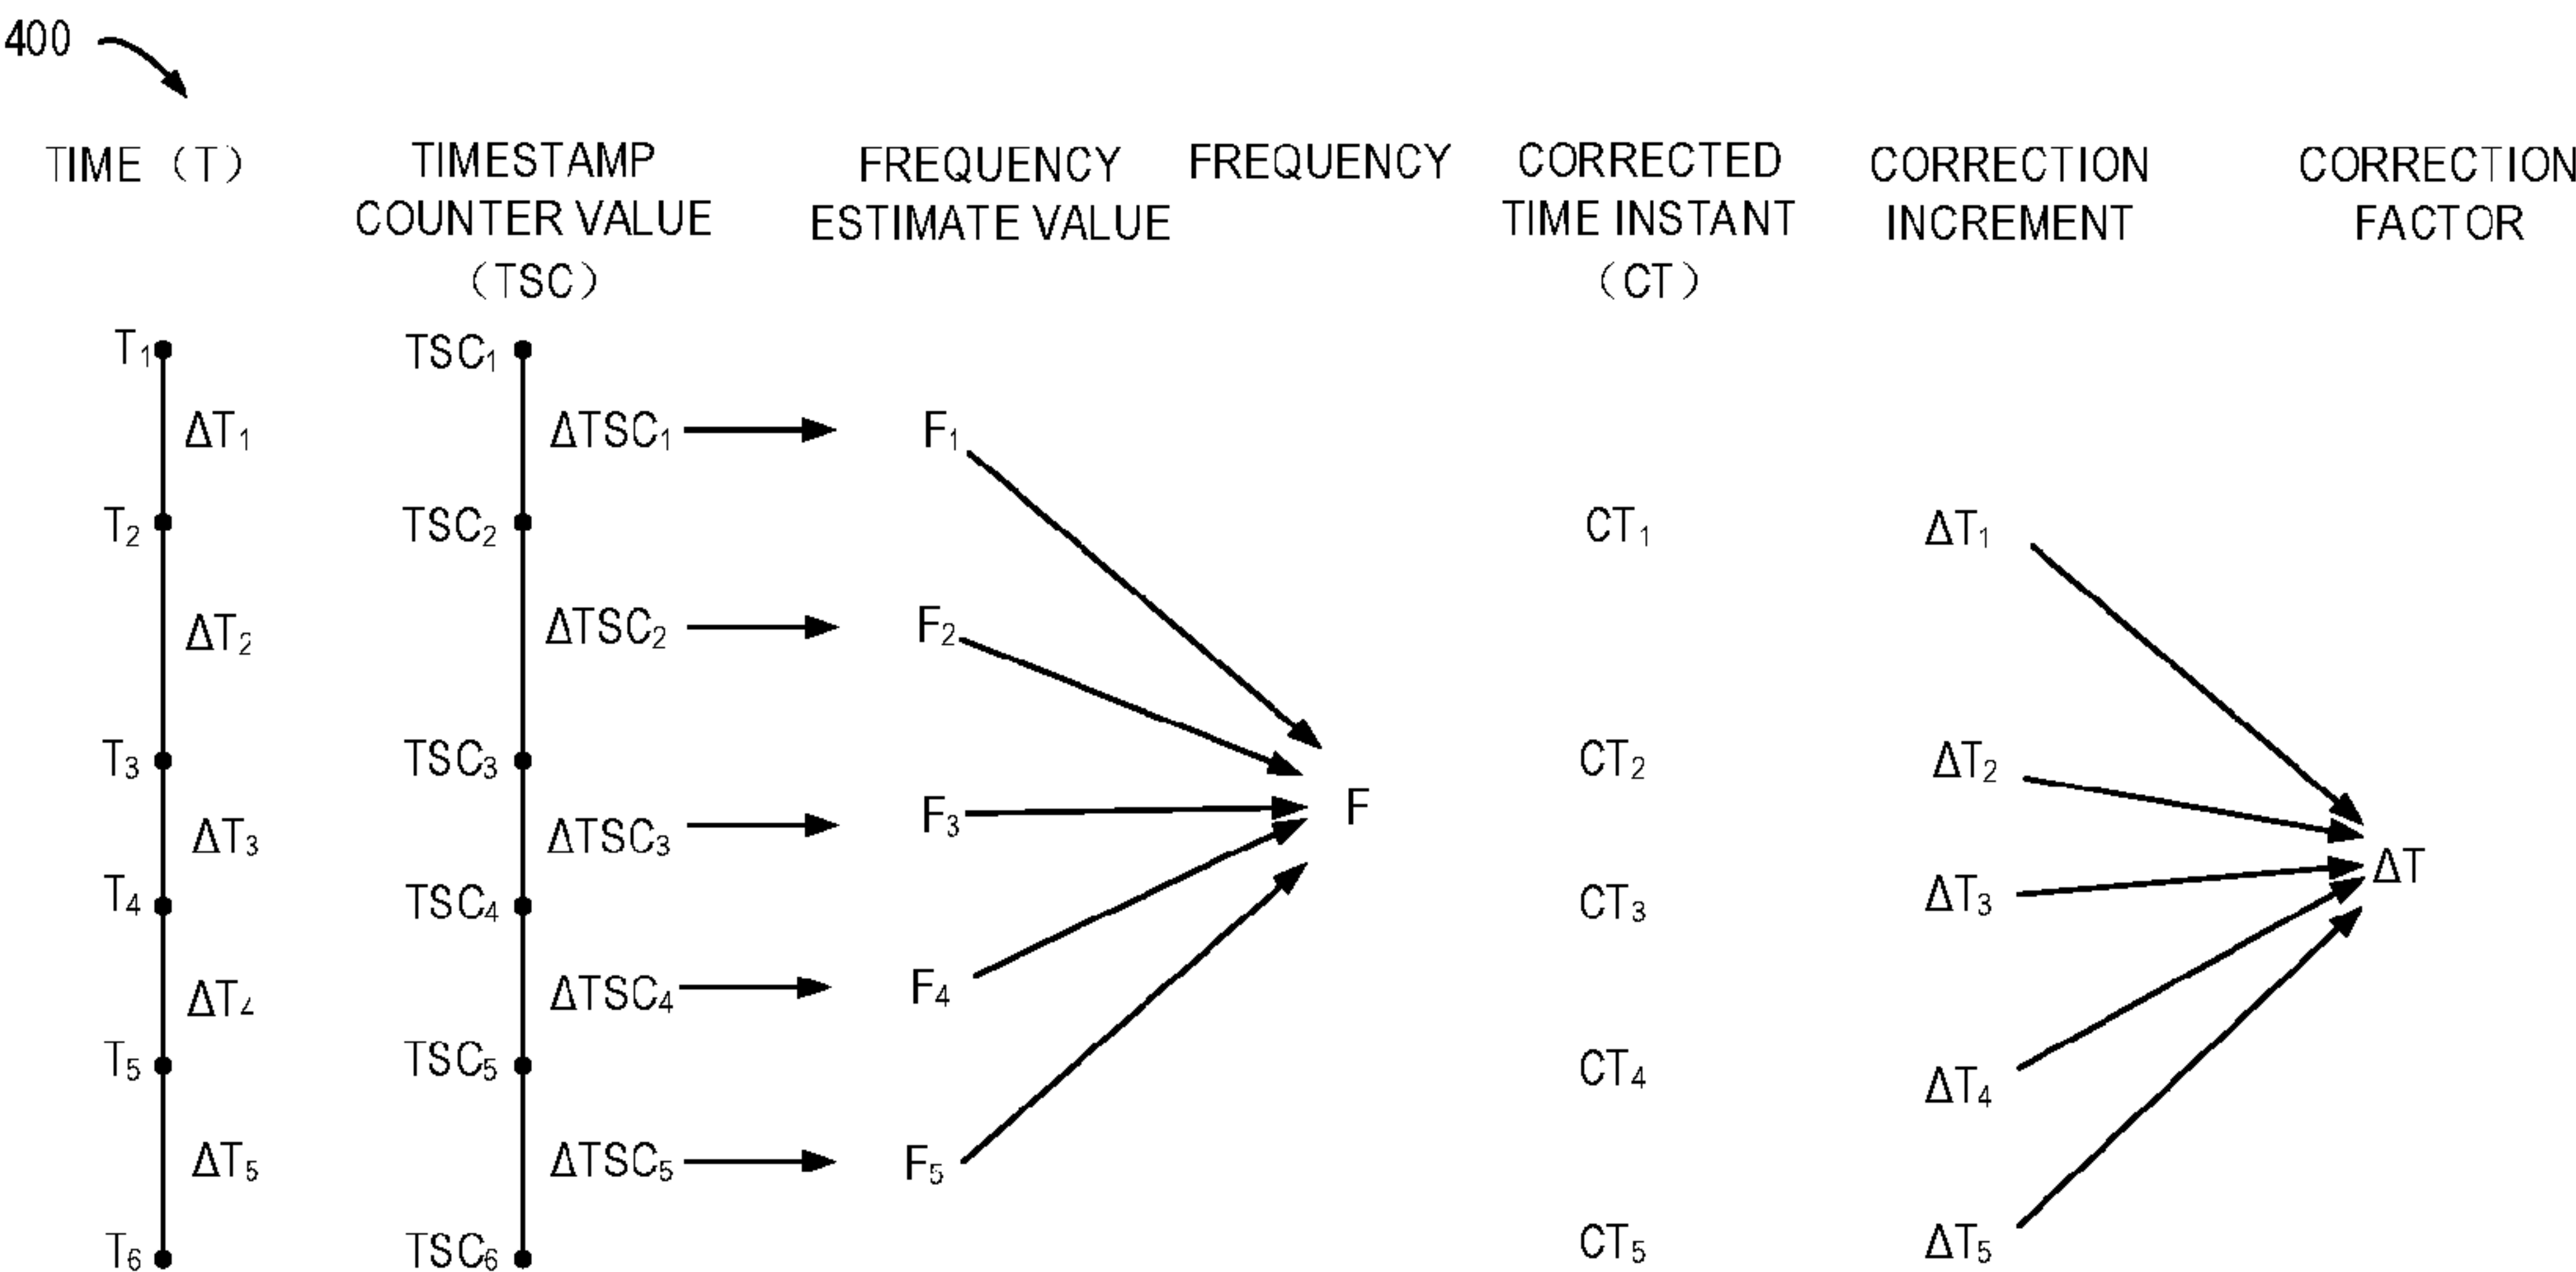 400
TIME （T）
TIMESTAMP
COUNTER VALUE
（TSC）
FREQUENCY
ESTIMATE VALUE
FREQUENCY
CORRECTED
TIME INSTANT
（CT）
CORRECTION
INCREMENT
CORRECTION
FACTOR
T₁
TSC₁
ΔT₁
ΔTSC₁
F₁
T₂
TSC₂
CT₁
ΔT₁
ΔT₂
ΔTSC₂
F₂
T₃
TSC₃
CT₂
ΔT₂
ΔT₃
ΔTSC₃
F₃
F
ΔT
T₄
TSC₄
CT₃
ΔT₃
ΔT₄
ΔTSC₄
F₄
T₅
TSC₅
CT₄
ΔT₄
ΔT₅
ΔTSC₅
F₅
T₆
TSC₆
CT₅
ΔT₅